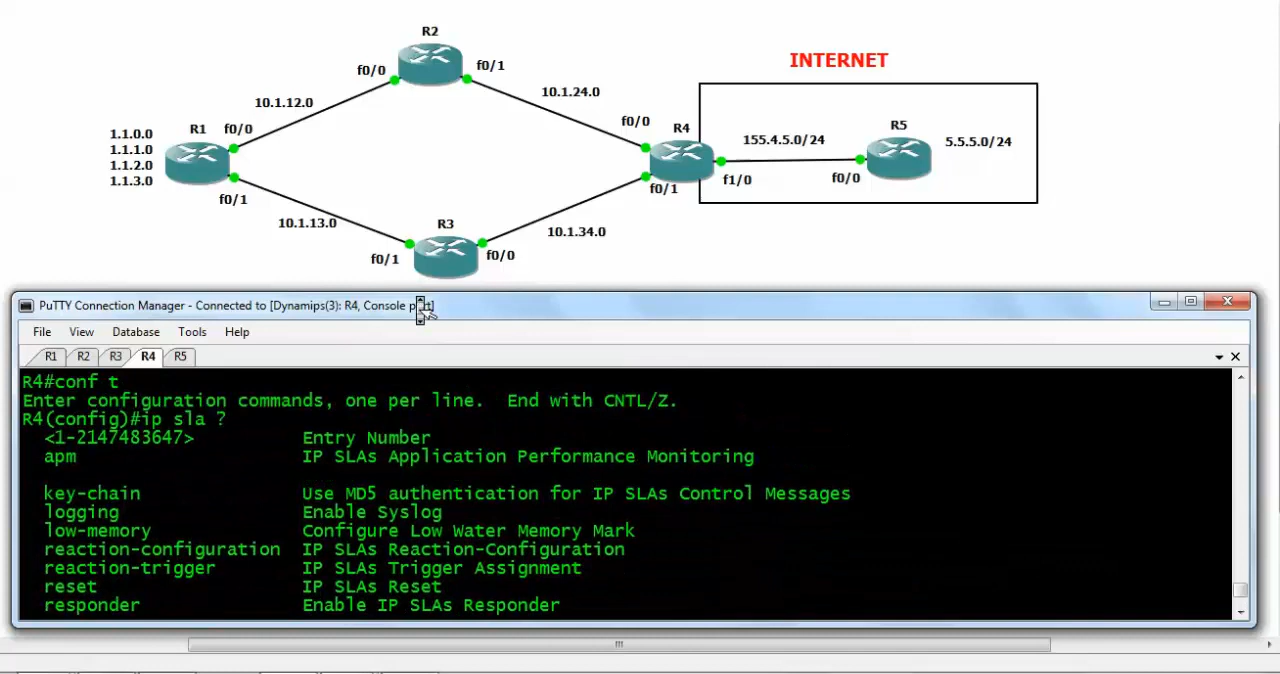 R2
INTERNET
f0/0
f0/1
10.1.12.0
10.1.24.0
1.1.0.0
1.1.1.0
1.1.2.0
1.1.3.0
R1
f0/0
f0/0
R4
155.4.5.0/24
R5
5.5.5.0/24
f0/1
f0/1
f1/0
f0/0
10.1.13.0
R3
10.1.34.0
f0/1
f0/0
PuTTY Connection Manager - Connected to [Dynamips(3): R4, Console port]
File View Database Tools Help
R1 R2 R3 R4 R5
R4#conf t
Enter configuration commands, one per line. End with CNTL/Z.
R4(config)#ip sla ?
<1-2147483647> Entry Number
apm IP SLAs Application Performance Monitoring
key-chain Use MD5 authentication for IP SLAs Control Messages
logging Enable Syslog
low-memory Configure Low Water Memory Mark
reaction-configuration IP SLAs Reaction-Configuration
reaction-trigger IP SLAs Trigger Assignment
reset IP SLAs Reset
responder Enable IP SLAs Responder